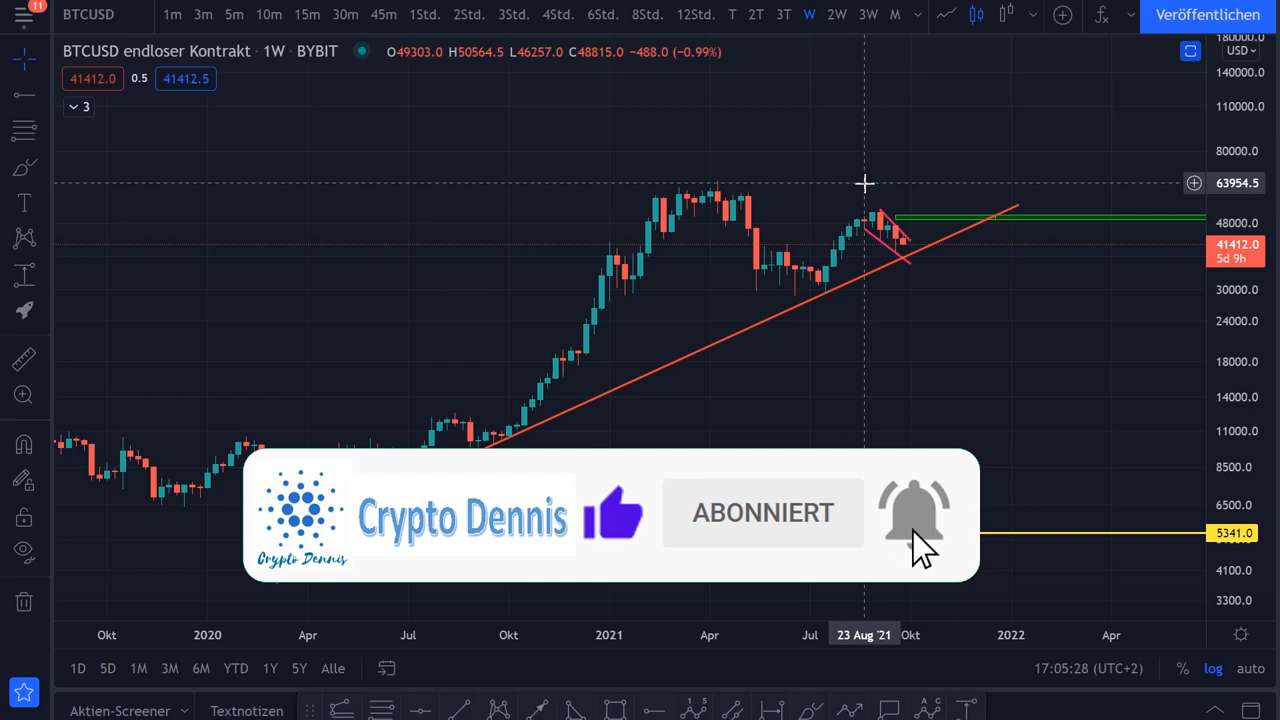 11
BTCUSD
1m 3m 5m 10m 15m 30m 45m 1Std. 2Std. 3Std. 4Std. 6Std. 8Std. 12Std. 2T 3T W 2W 3W M
Veröffentlichen
BTCUSD endloser Kontrakt · 1W · BYBIT
O49303.0 H50564.5 L46257.0 C48815.0 −488.0 (−0.99%)
41412.0 0.5 41412.5
3
180000.0
USD
140000.0
110000.0
80000.0
63954.5
48000.0
41412.0
5d 9h
30000.0
24000.0
18000.0
14000.0
11000.0
8500.0
6500.0
5341.0
4100.0
3300.0
Crypto Dennis
Crypto Dennis
ABONNIERT
Okt 2020 Apr Jul Okt 2021 Apr Jul 23 Aug '21 Okt 2022 Apr
1D 5D 1M 3M 6M YTD 1Y 5Y Alle
17:05:28 (UTC+2) % log auto
Aktien-Screener Textnotizen